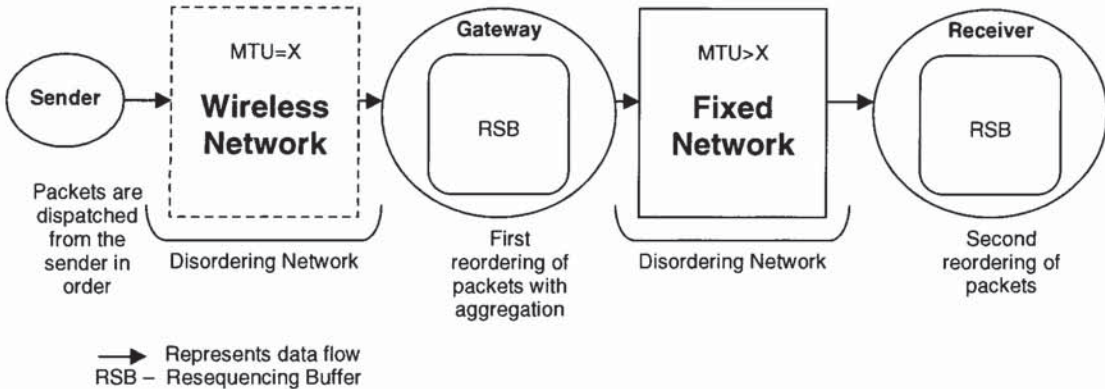 Sender
MTU=X
Wireless
Network
Gateway
RSB
MTU>X
Fixed
Network
Receiver
RSB
Packets are
dispatched
from the
sender in
order
Disordering Network
First
reordering of
packets with
aggregation
Disordering Network
Second
reordering of
packets
Represents data flow
RSB – Resequencing Buffer